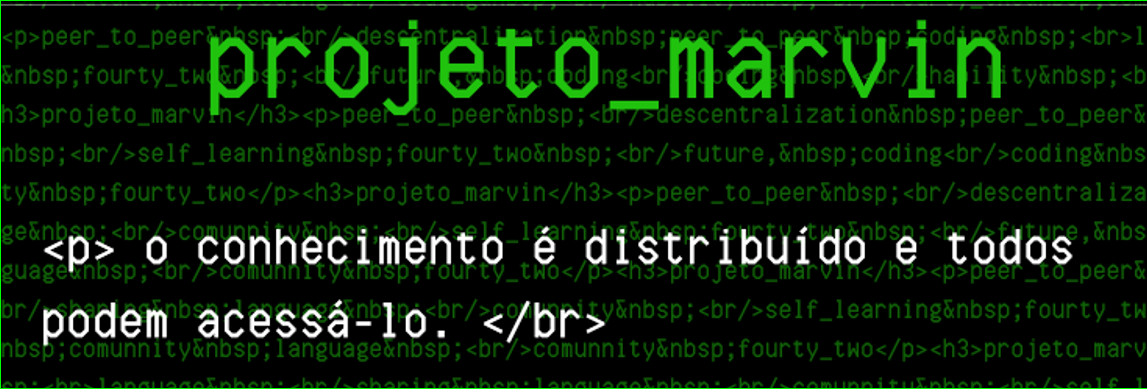 projeto_marvin
<p>peer_to_peer&nbsp;<br/>descentralization&nbsp;peer_to_peer&nbsp;coding&nbsp;<br>l
&nbsp;fourty_two&nbsp;<br/>future,&nbsp;coding<br/>coding&nbsp;<br/>hability&nbsp;<b
h3>projeto_marvin</h3><p>peer_to_peer&nbsp;<br/>descentralization&nbsp;peer_to_peer&
nbsp;<br/>self_learning&nbsp;fourty_two&nbsp;<br/>future,&nbsp;coding<br/>coding&nbs
ty&nbsp;fourty_two</p><h3>projeto_marvin</h3><p>peer_to_peer&nbsp;<br/>descentraliza
ge&nbsp;<br/>comunnity&nbsp;<br/>self_learning&nbsp;fourty_two&nbsp;<br/>future,&nbs
<p> o conhecimento é distribuído e todos
guage&nbsp;<br/>comunnity&nbsp;fourty_two</p><h3>projeto_marvin</h3><p>peer_to_peer&
br/>sharing&nbsp;language&nbsp;<br/>comunnity&nbsp;<br/>self_learning&nbsp;fourty_tw
podem acessá-lo. </br>
nbsp;comunnity&nbsp;language&nbsp;<br/>comunnity&nbsp;fourty_two</p><h3>projeto_marv